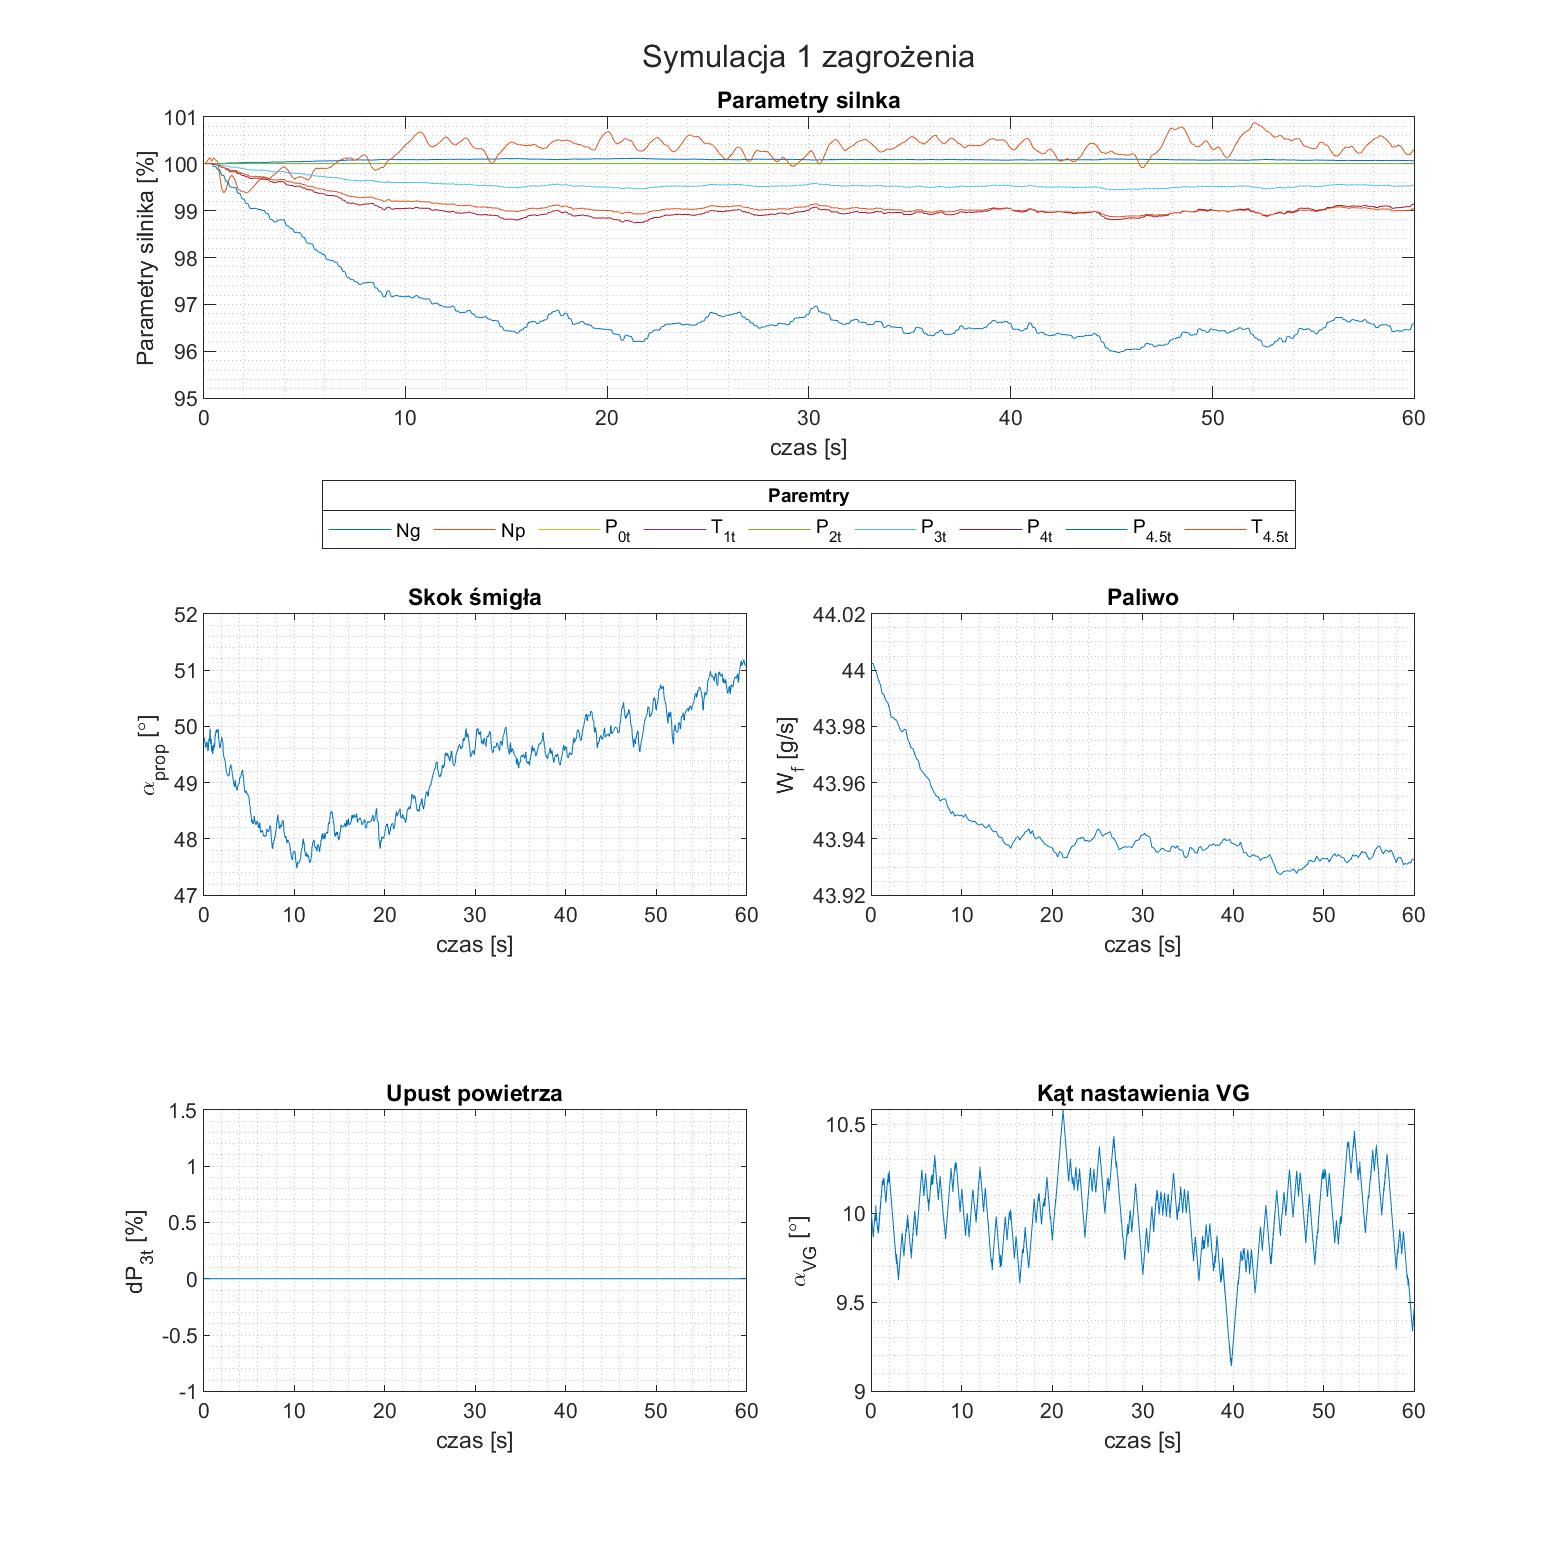 Symulacja 1 zagrożenia
Parametry silnka
Parametry silnika [%]
101
100
99
98
97
96
95
0 10 20 30 40 50 60
czas [s]
Paremtry
Ng Np P0t T1t P2t P3t P4t P4.5t T4.5t
Skok śmigła
αprop [°]
52
51
50
49
48
47
0 10 20 30 40 50 60
czas [s]
Paliwo
Wf [g/s]
44.02
44
43.98
43.96
43.94
43.92
0 10 20 30 40 50 60
czas [s]
Upust powietrza
dP3t [%]
1.5
1
0.5
0
-0.5
-1
0 10 20 30 40 50 60
czas [s]
Kąt nastawienia VG
αVG [°]
10.5
10
9.5
9
0 10 20 30 40 50 60
czas [s]